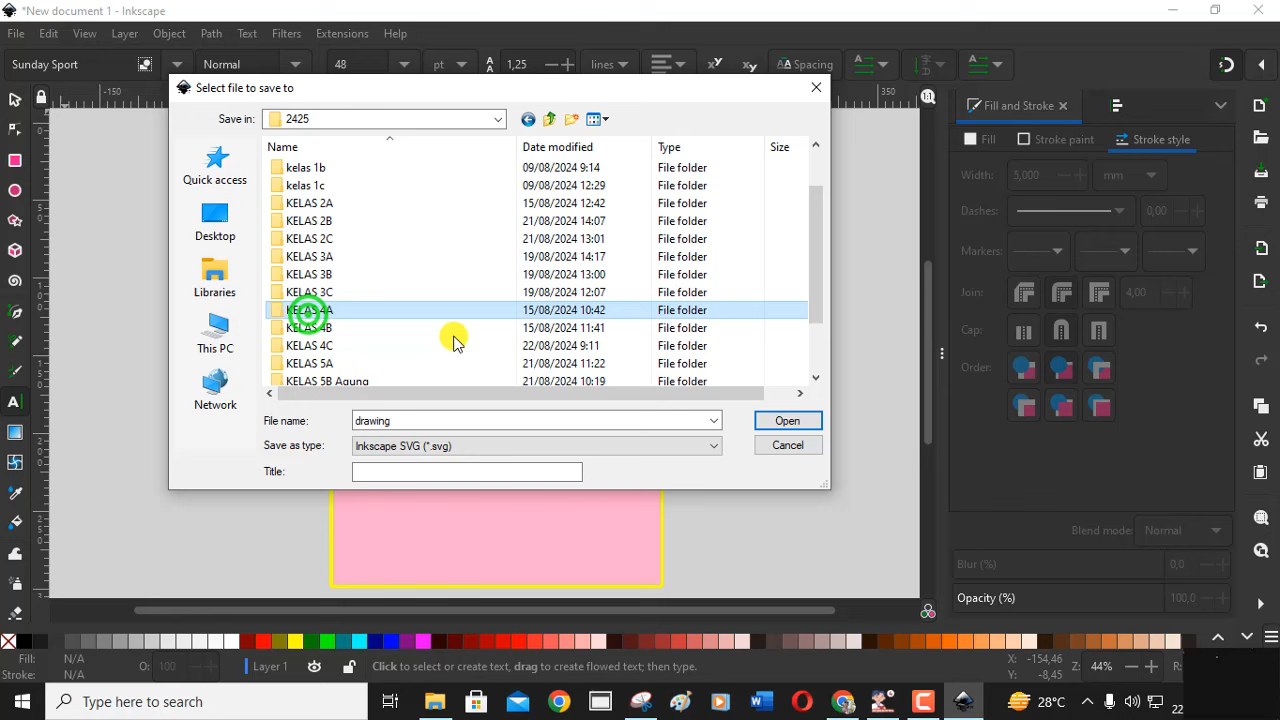 *New document 1 - Inkscape
File Edit View Layer Object Path Text Filters Extensions Help
Sunday Sport Normal 48 pt 1,25 lines Spacing
Select file to save to
Save in: 2425
Name Date modified Type Size
kelas 1b 09/08/2024 9:14 File folder
kelas 1c 09/08/2024 12:29 File folder
KELAS 2A 15/08/2024 12:42 File folder
KELAS 2B 21/08/2024 14:07 File folder
KELAS 2C 21/08/2024 13:01 File folder
KELAS 3A 19/08/2024 14:17 File folder
KELAS 3B 19/08/2024 13:00 File folder
KELAS 3C 19/08/2024 12:07 File folder
KELAS 4A 15/08/2024 10:42 File folder
KELAS 4B 15/08/2024 11:41 File folder
KELAS 4C 22/08/2024 9:11 File folder
KELAS 5A 21/08/2024 11:22 File folder
KELAS 5B Agung 21/08/2024 10:19 File folder
Quick access
Desktop
Libraries
This PC
Network
File name: drawing Open
Save as type: Inkscape SVG (*.svg) Cancel
Title:
-150
350
1:1
Fill and Stroke
Fill Stroke paint Stroke style
Width: 5,000 mm
Dashes: 0,00
Markers:
Join: 4,00
Cap:
Order:
Blend mode: Normal
Blur (%) 0,0
Opacity (%) 100,0
Fill: N/A
Stroke: N/A
O: 100
Layer 1
Click to select or create text, drag to create flowed text; then type.
X: -154,46
Y: -8,45
Z: 44%
R:
Type here to search
28°C
22